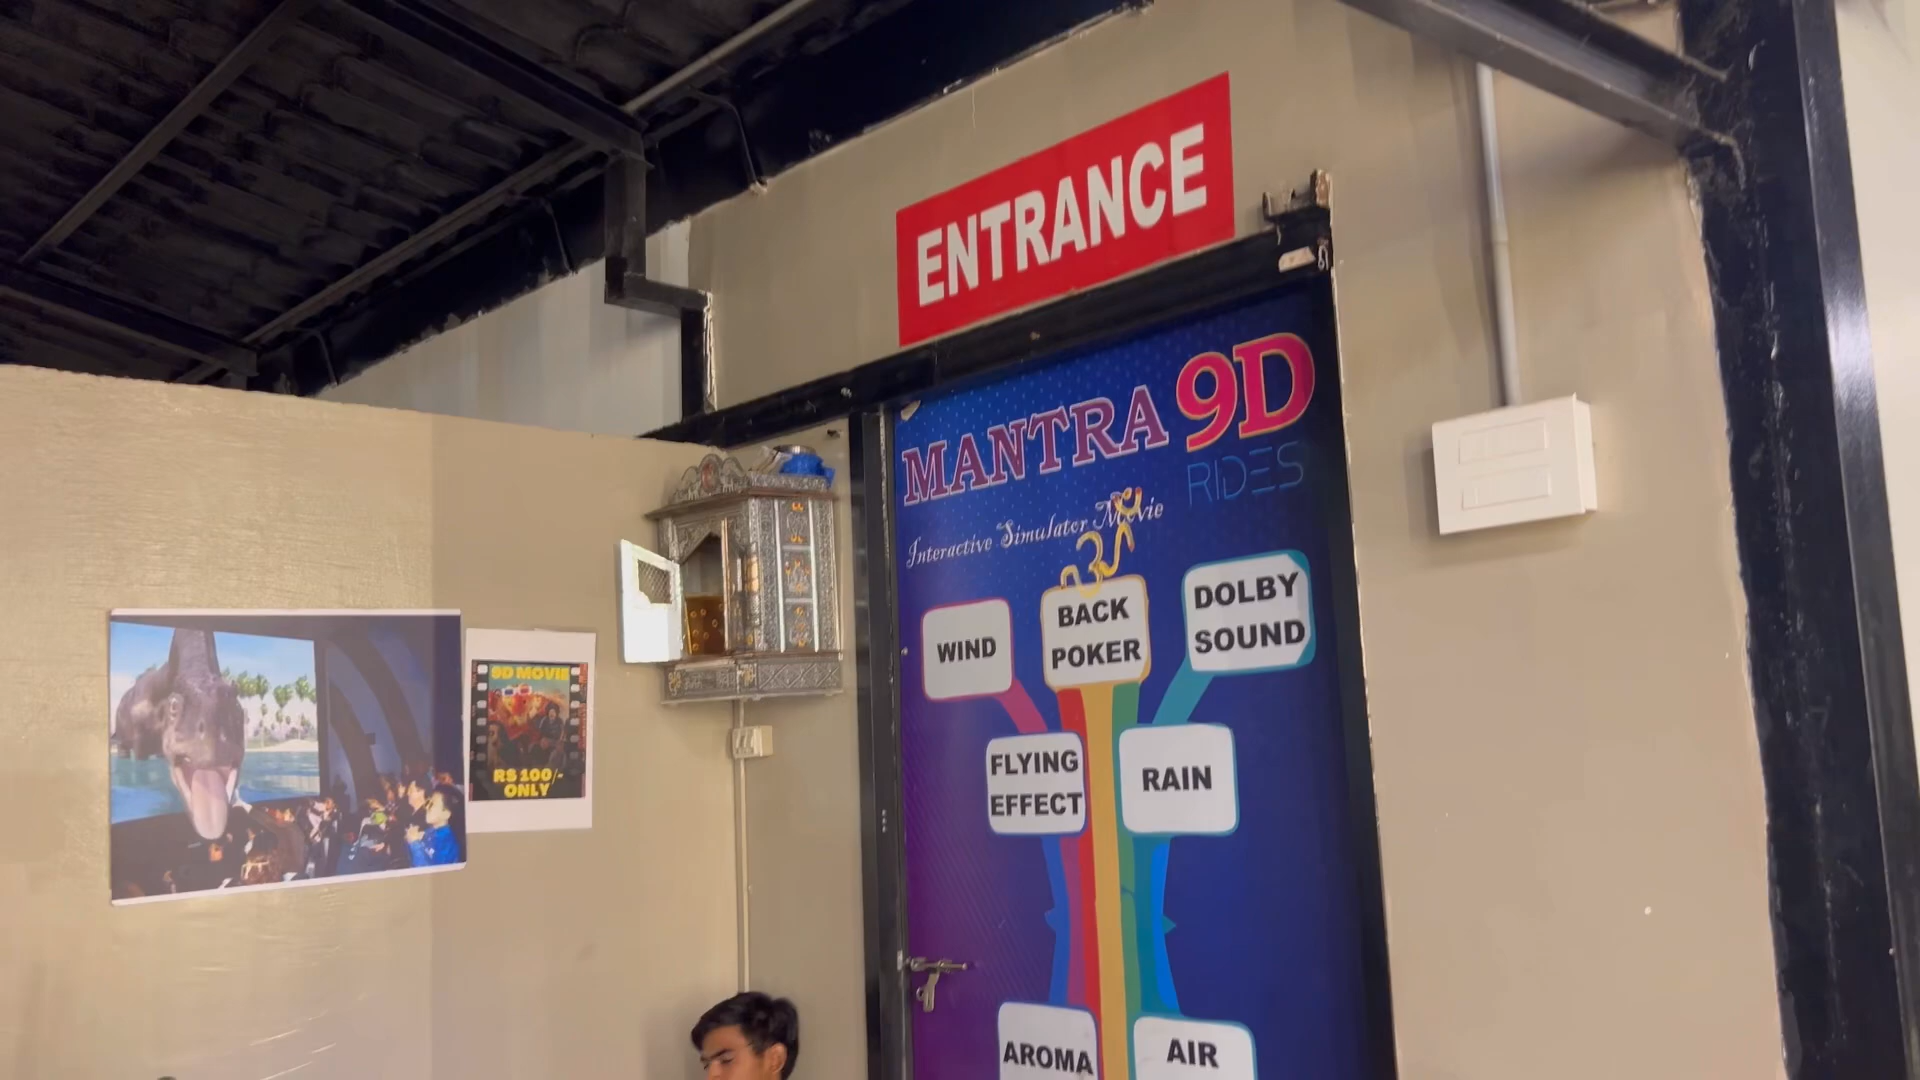 ENTRANCE
MANTRA 9D
RIDES
Interactive Simulator Movie
ॐ
WIND
BACK
POKER
DOLBY
SOUND
FLYING
EFFECT
RAIN
AROMA
AIR
9D MOVIE
RS 100/-
ONLY